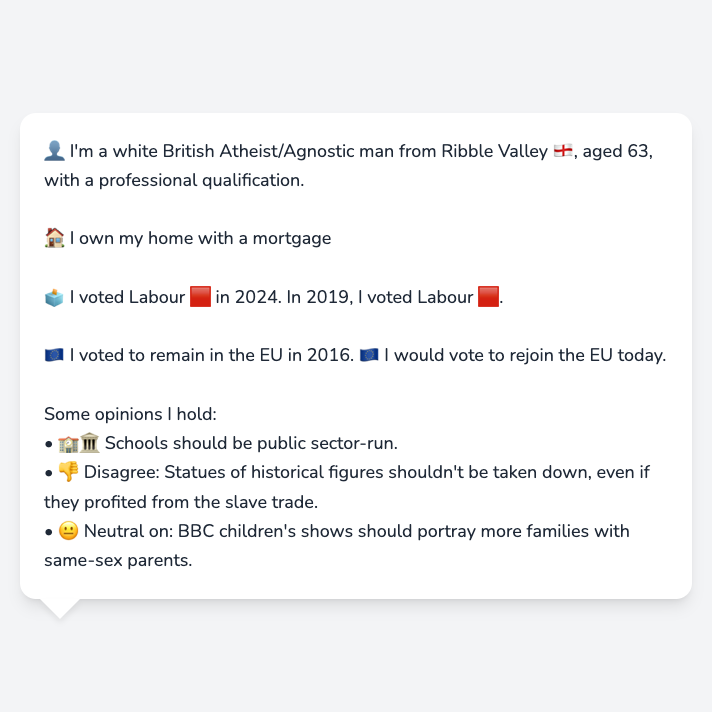 👤 I'm a white British Atheist/Agnostic man from Ribble Valley 🏴󠁧󠁢󠁥󠁮󠁧󠁿, aged 63,
with a professional qualification.
🏠 I own my home with a mortgage
🗳️ I voted Labour 🟥 in 2024. In 2019, I voted Labour 🟥.
🇪🇺 I voted to remain in the EU in 2016. 🇪🇺 I would vote to rejoin the EU today.
Some opinions I hold:
• 🏫🏛️ Schools should be public sector-run.
• 👎 Disagree: Statues of historical figures shouldn't be taken down, even if
they profited from the slave trade.
• 😐 Neutral on: BBC children's shows should portray more families with
same-sex parents.